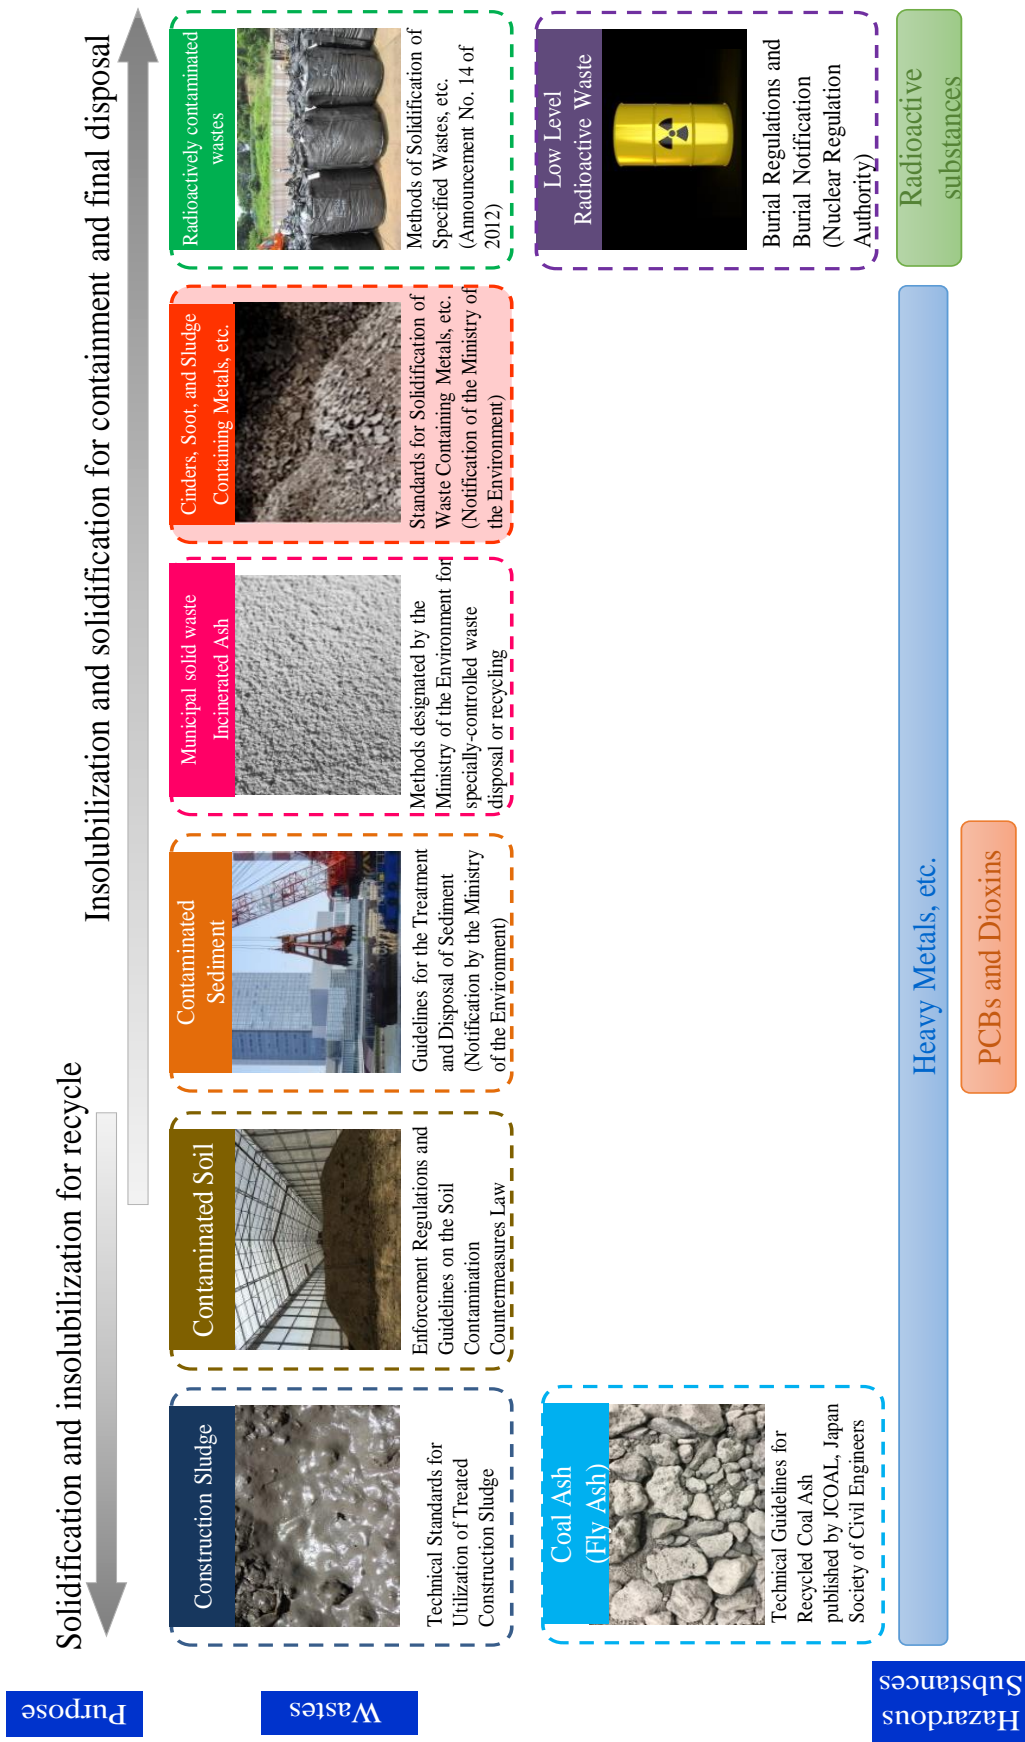 Purpose
Solidification and insolubilization for recycle
Insolubilization and solidification for containment and final disposal
Wastes
Construction Sludge
Technical Standards for
Utilization of Treated
Construction Sludge
Contaminated Soil
Enforcement Regulations and
Guidelines on the Soil
Contamination
Countermeasures Law
Contaminated
Sediment
Guidelines for the Treatment
and Disposal of Sediment
(Notification by the Ministry
of the Environment)
Municipal solid waste
Incinerated Ash
Methods designated by the
Ministry of the Environment for
specially-controlled waste
disposal or recycling
Cinders, Soot, and Sludge
Containing Metals, etc.
Standards for Solidification of
Waste Containing Metals, etc.
(Notification of the Ministry of
the Environment)
Radioactively contaminated
wastes
Methods of Solidification of
Specified Wastes, etc.
(Announcement No. 14 of
2012)
Coal Ash
(Fly Ash)
Technical Guidelines for
Recycled Coal Ash
published by JCOAL, Japan
Society of Civil Engineers
Low Level
Radioactive Waste
Burial Regulations and
Burial Notification
(Nuclear Regulation
Authority)
Hazardous
Substances
Heavy Metals, etc.
Radioactive
substances
PCBs and Dioxins